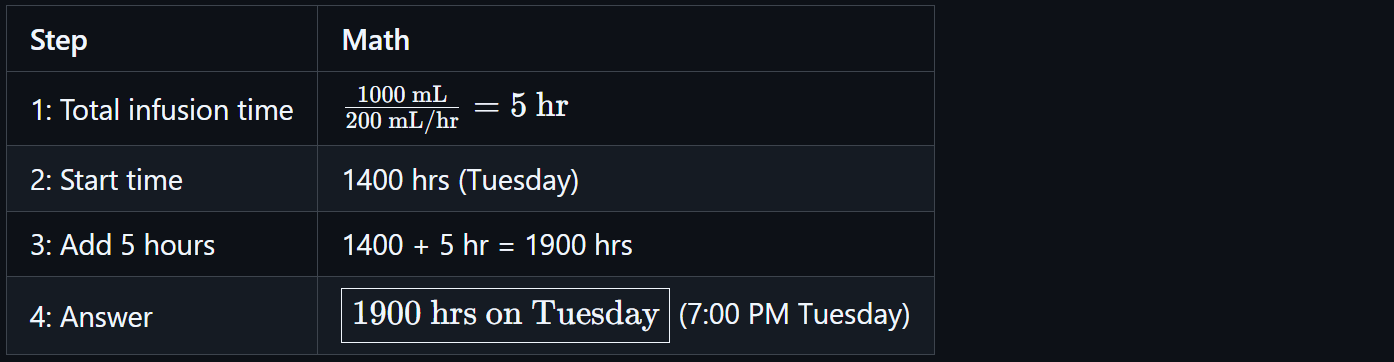 Step Math
1: Total infusion time 1000 mL / 200 mL/hr = 5 hr
2: Start time 1400 hrs (Tuesday)
3: Add 5 hours 1400 + 5 hr = 1900 hrs
4: Answer 1900 hrs on Tuesday (7:00 PM Tuesday)